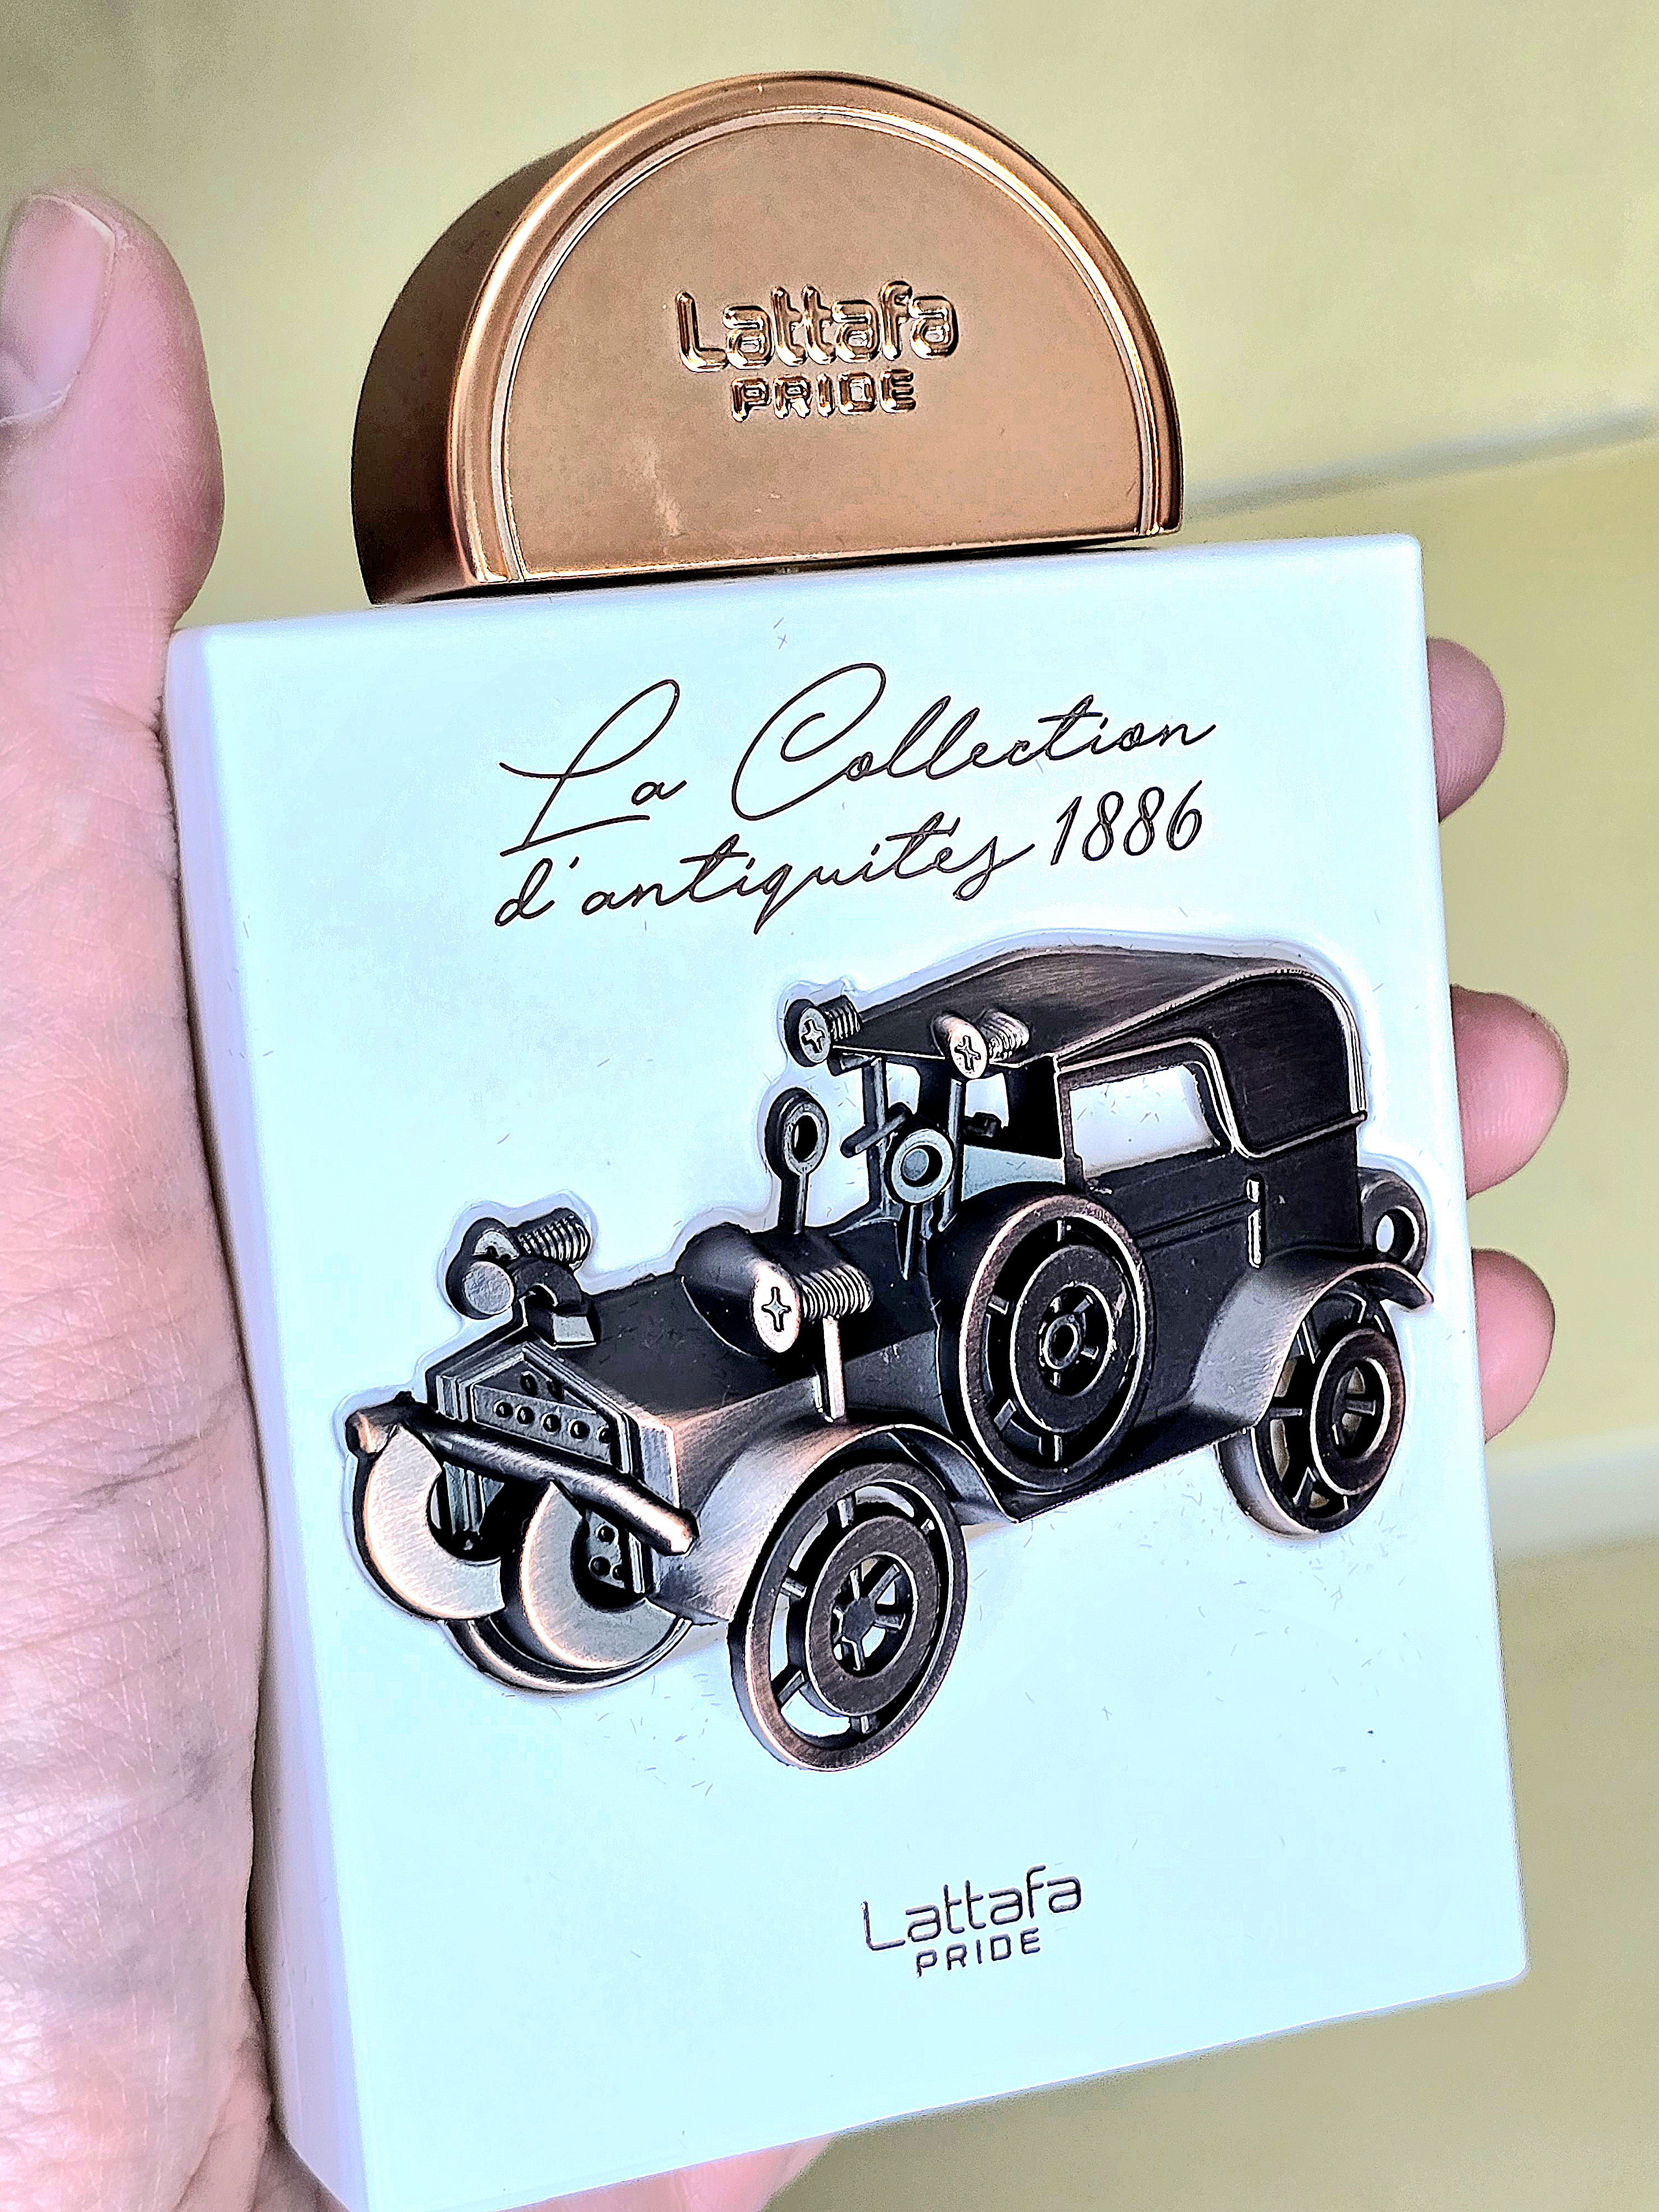 Lattafa
PRIDE
La Collection
d'antiquités 1886
Lattafa
PRIDE